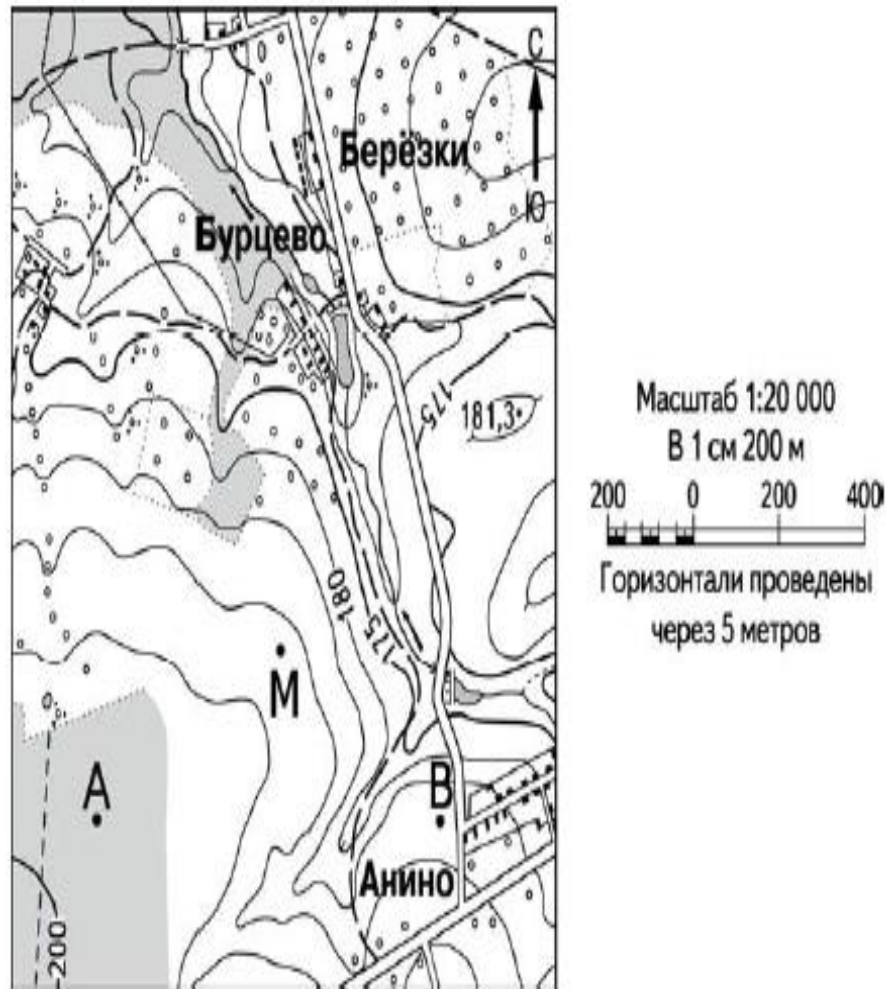 С
Берёзки
Ю
Бурцево
175
181,3
180
175
М
А
В
Анино
200
Масштаб 1:20 000
В 1 см 200 м
200 0 200 400
Горизонтали проведены
через 5 метров